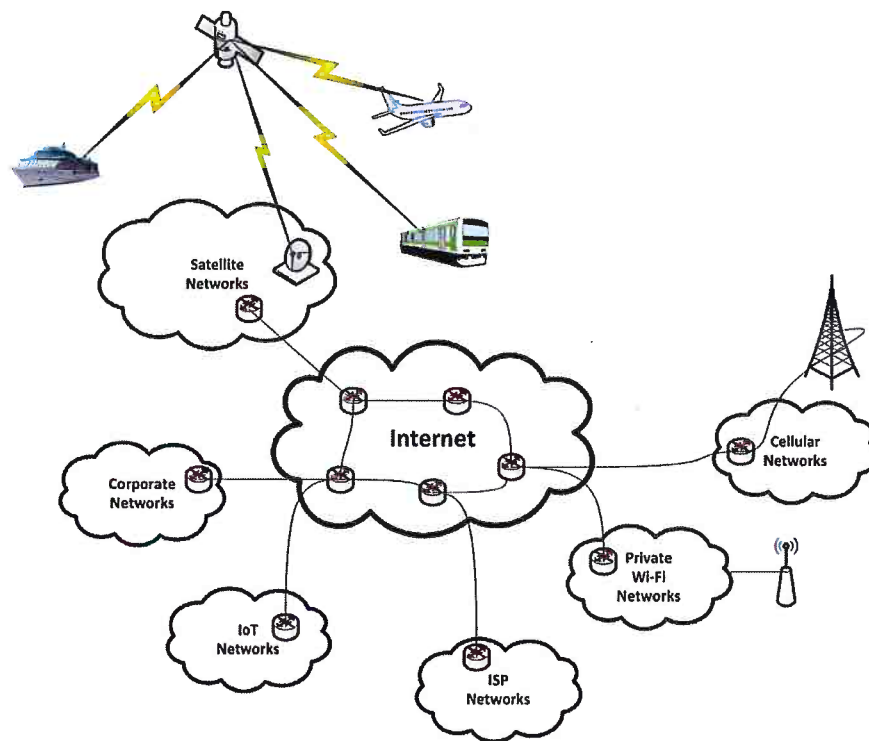 Satellite
Networks
Internet
Cellular
Networks
Corporate
Networks
Private
Wi-Fi
Networks
IoT
Networks
ISP
Networks